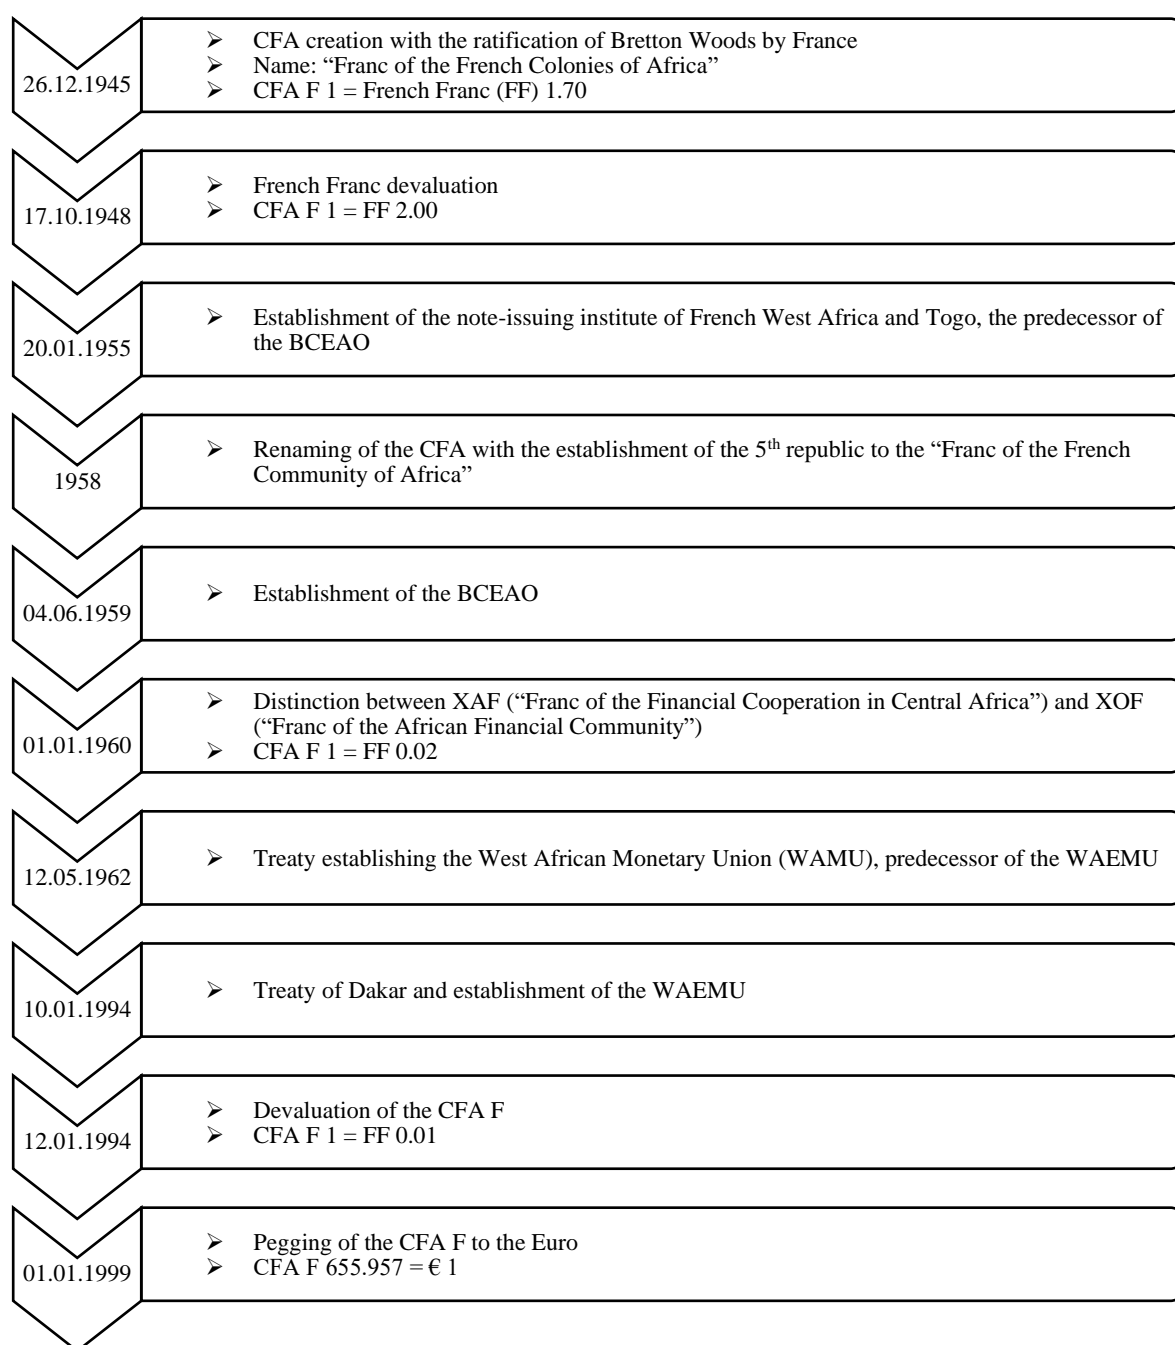 26.12.1945
➢ CFA creation with the ratification of Bretton Woods by France
➢ Name: “Franc of the French Colonies of Africa”
➢ CFA F 1 = French Franc (FF) 1.70
17.10.1948
➢ French Franc devaluation
➢ CFA F 1 = FF 2.00
20.01.1955
➢ Establishment of the note-issuing institute of French West Africa and Togo, the predecessor of
the BCEAO
1958
➢ Renaming of the CFA with the establishment of the 5th republic to the “Franc of the French
Community of Africa”
04.06.1959
➢ Establishment of the BCEAO
01.01.1960
➢ Distinction between XAF (“Franc of the Financial Cooperation in Central Africa”) and XOF
(“Franc of the African Financial Community”)
➢ CFA F 1 = FF 0.02
12.05.1962
➢ Treaty establishing the West African Monetary Union (WAMU), predecessor of the WAEMU
10.01.1994
➢ Treaty of Dakar and establishment of the WAEMU
12.01.1994
➢ Devaluation of the CFA F
➢ CFA F 1 = FF 0.01
01.01.1999
➢ Pegging of the CFA F to the Euro
➢ CFA F 655.957 = € 1